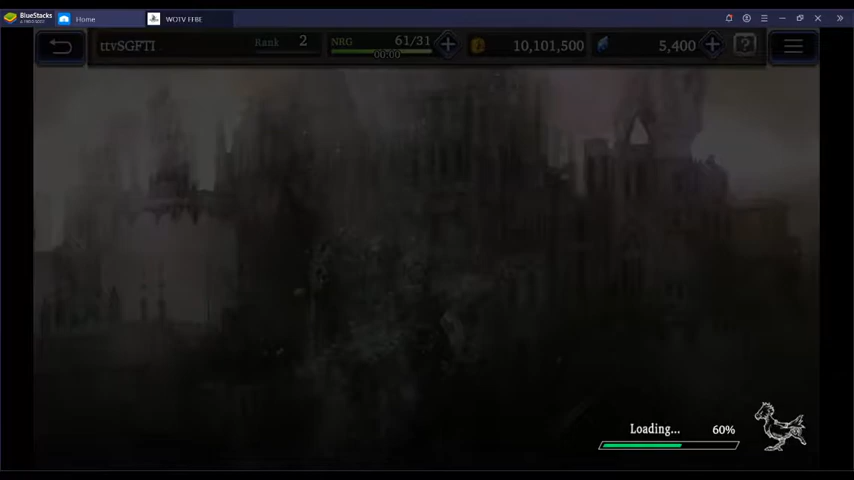 BlueStacks
Home
WOTV FFBE
ttvSGFTI
Rank 2
NRG 61/31
00:00
10,101,500
5,400
?
Loading... 60%